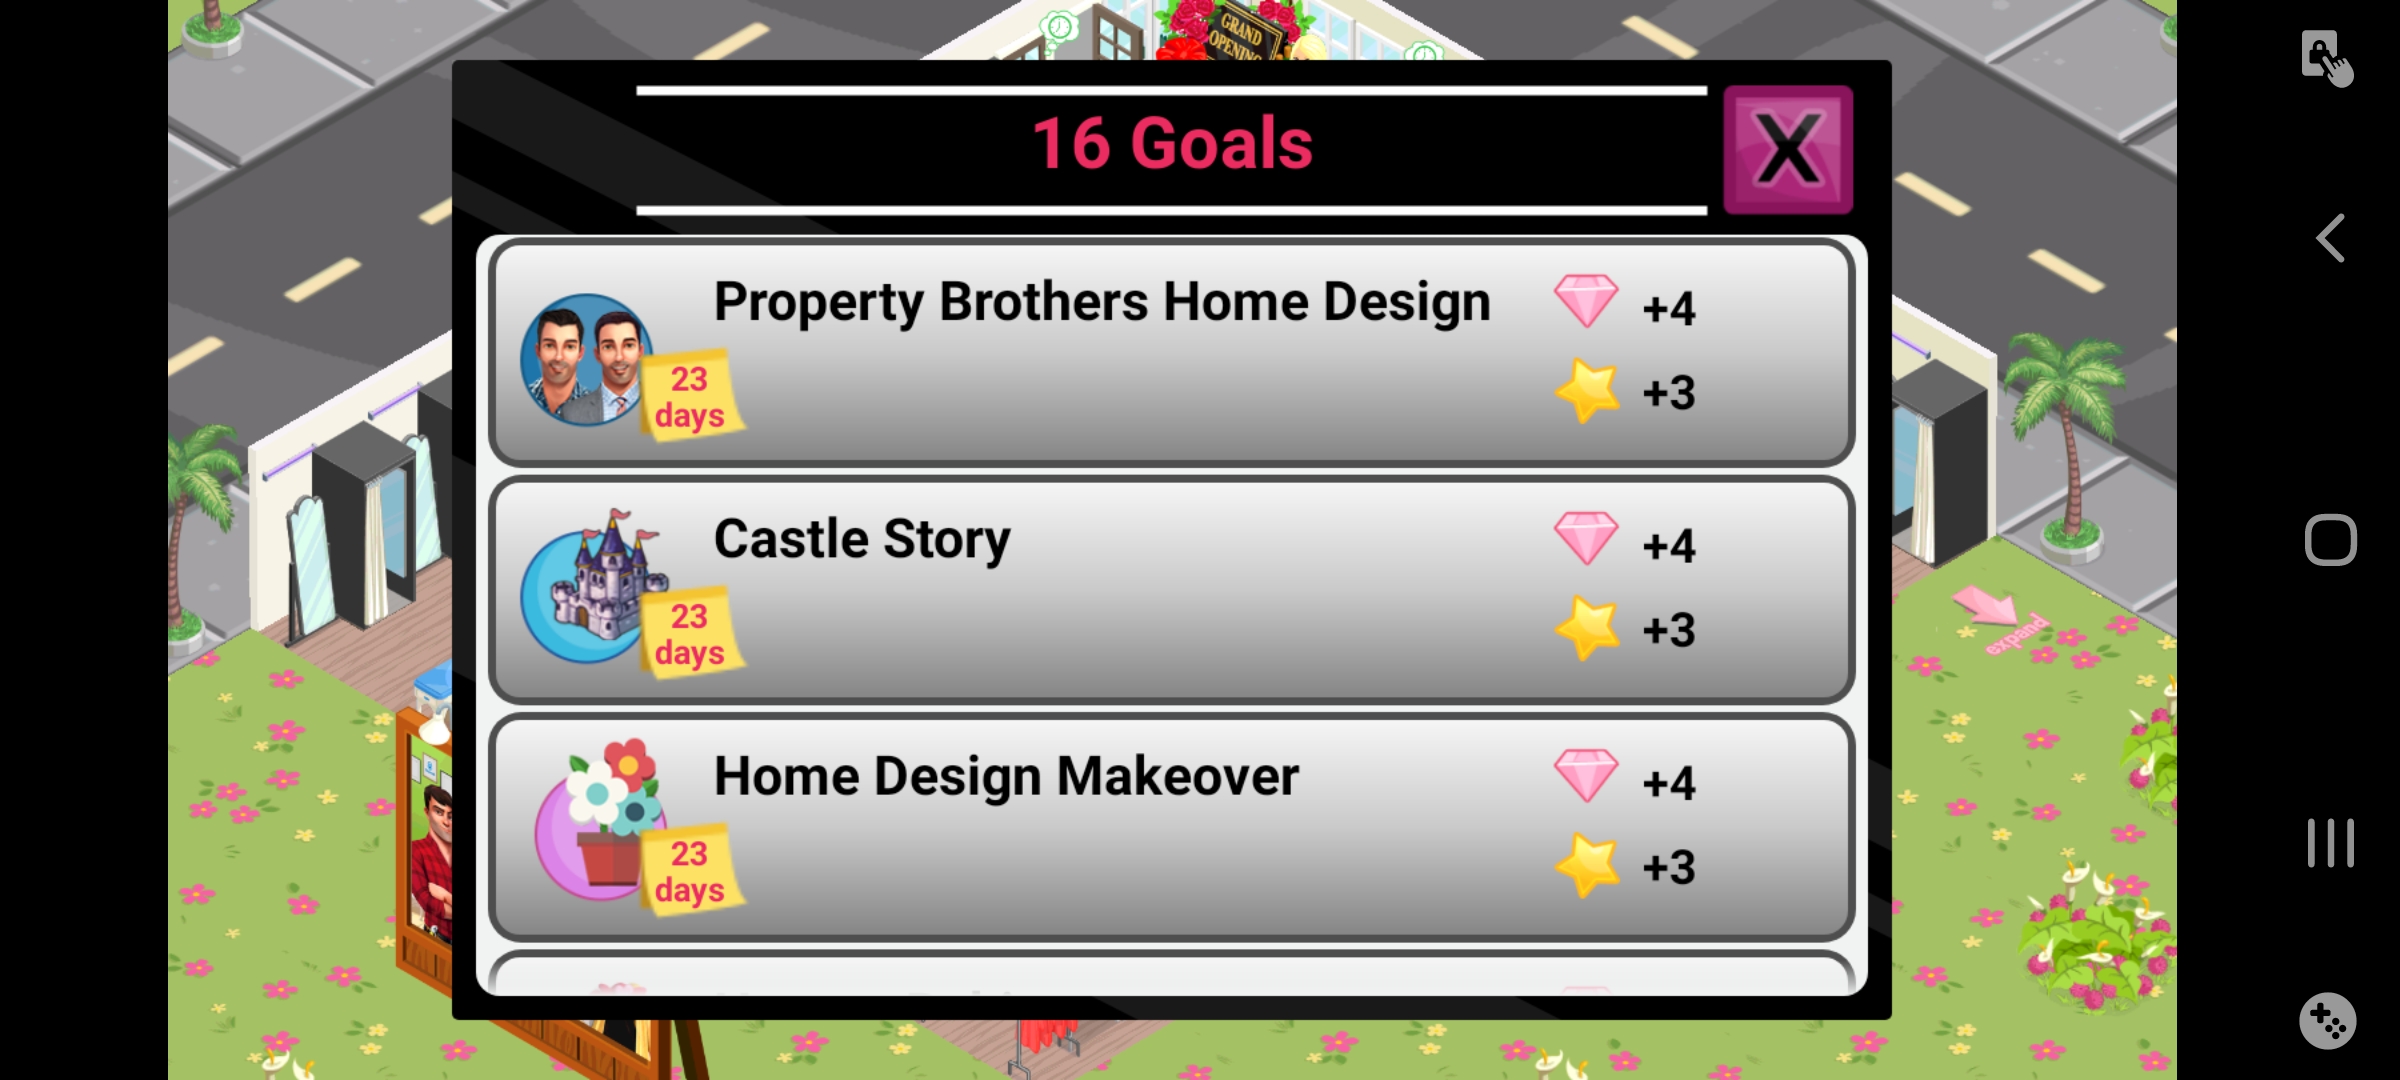 GRAND
OPENING
16 Goals
X
Property Brothers Home Design
+4
23
days
+3
Castle Story
+4
23
days
+3
Home Design Makeover
+4
23
days
+3
expand